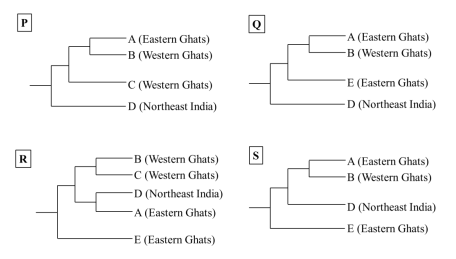 P
A (Eastern Ghats)
B (Western Ghats)
C (Western Ghats)
D (Northeast India)
Q
A (Eastern Ghats)
B (Western Ghats)
E (Eastern Ghats)
D (Northeast India)
R
B (Western Ghats)
C (Western Ghats)
D (Northeast India)
A (Eastern Ghats)
E (Eastern Ghats)
S
A (Eastern Ghats)
B (Western Ghats)
D (Northeast India)
E (Eastern Ghats)